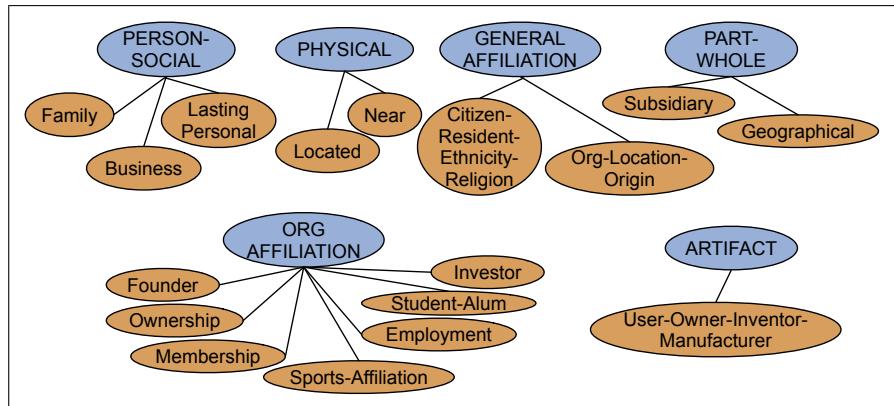 PERSON-
SOCIAL
Family
Lasting
Personal
Business
PHYSICAL
Near
Located
GENERAL
AFFILIATION
Citizen-
Resident-
Ethnicity-
Religion
Org-Location-
Origin
PART-
WHOLE
Subsidiary
Geographical
ORG
AFFILIATION
Founder
Ownership
Membership
Sports-Affiliation
Employment
Student-Alum
Investor
ARTIFACT
User-Owner-Inventor-
Manufacturer